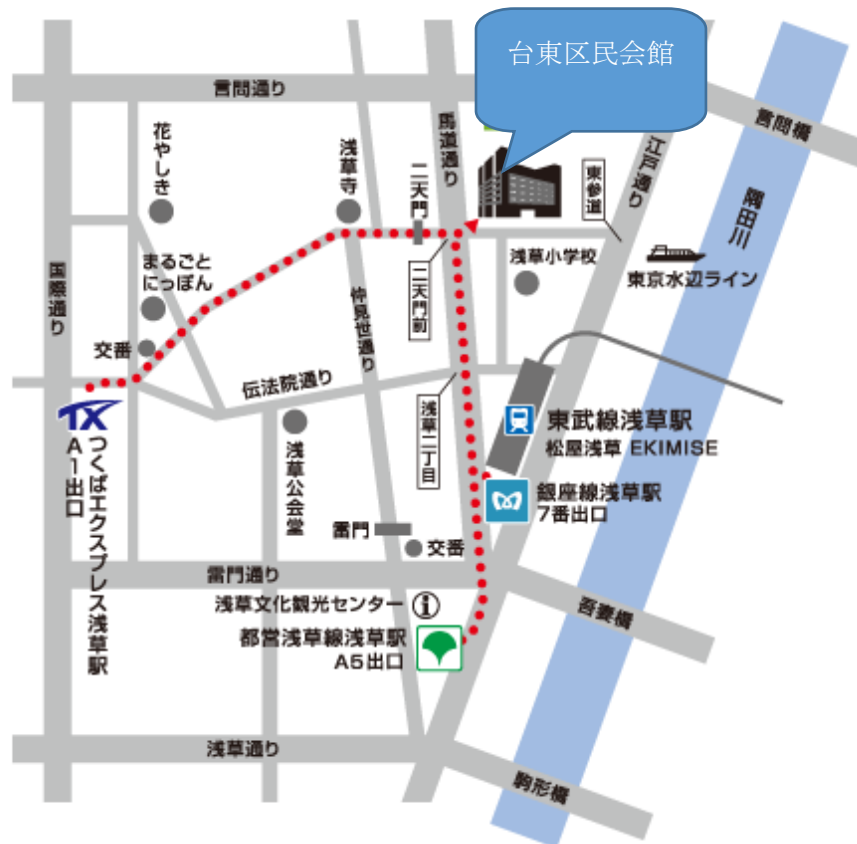 台東区民会館
言問通り
馬道通り
江戸通り
言問橋
花やしき
浅草寺
二天門
東参道
隅田川
浅草小学校
東京水辺ライン
国際通り
まるごと
にっぽん
二天門前
仲見世通り
交番
伝法院通り
浅草二丁目
東武線浅草駅
松屋浅草 EKIMISE
TX
つくばエクスプレス浅草駅
A1出口
浅草公会堂
銀座線浅草駅
7番出口
雷門
交番
雷門通り
浅草文化観光センター
i
吾妻橋
都営浅草線浅草駅
A5出口
浅草通り
駒形橋